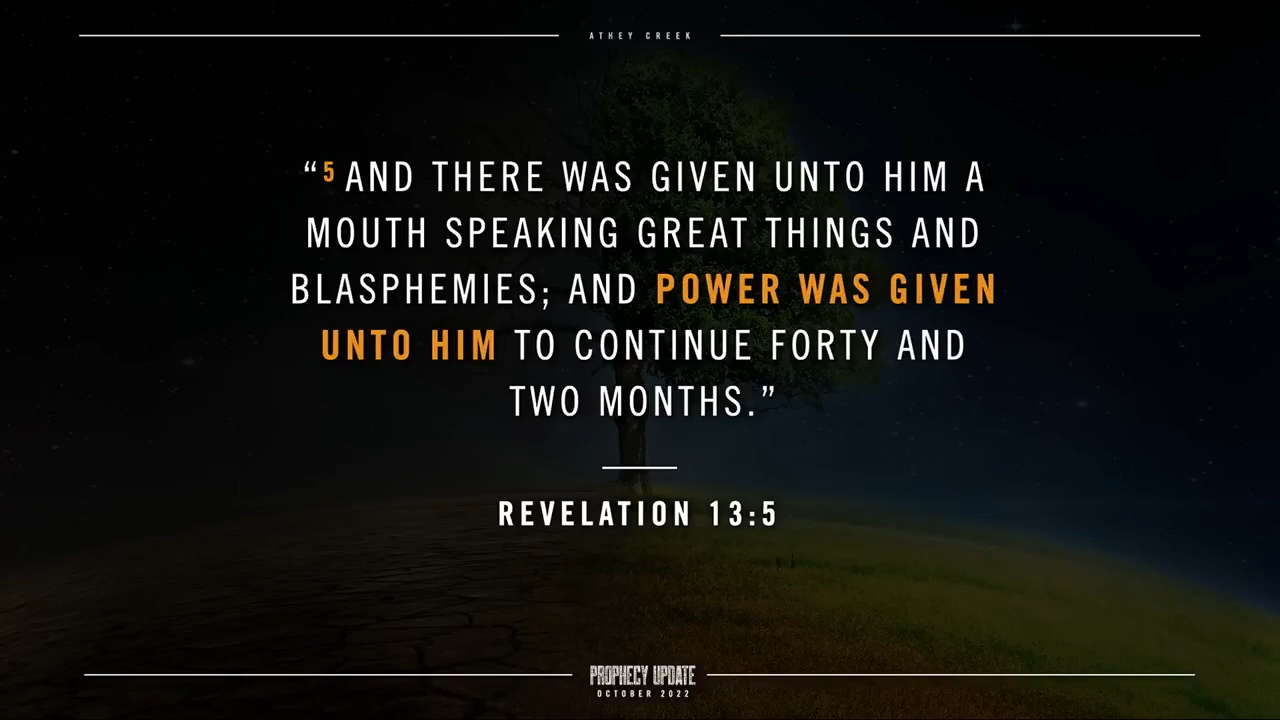 ATHEY CREEK
“5 AND THERE WAS GIVEN UNTO HIM A
MOUTH SPEAKING GREAT THINGS AND
BLASPHEMIES; AND POWER WAS GIVEN
UNTO HIM TO CONTINUE FORTY AND
TWO MONTHS.”
REVELATION 13:5
PROPHECY UPDATE
OCTOBER 2022